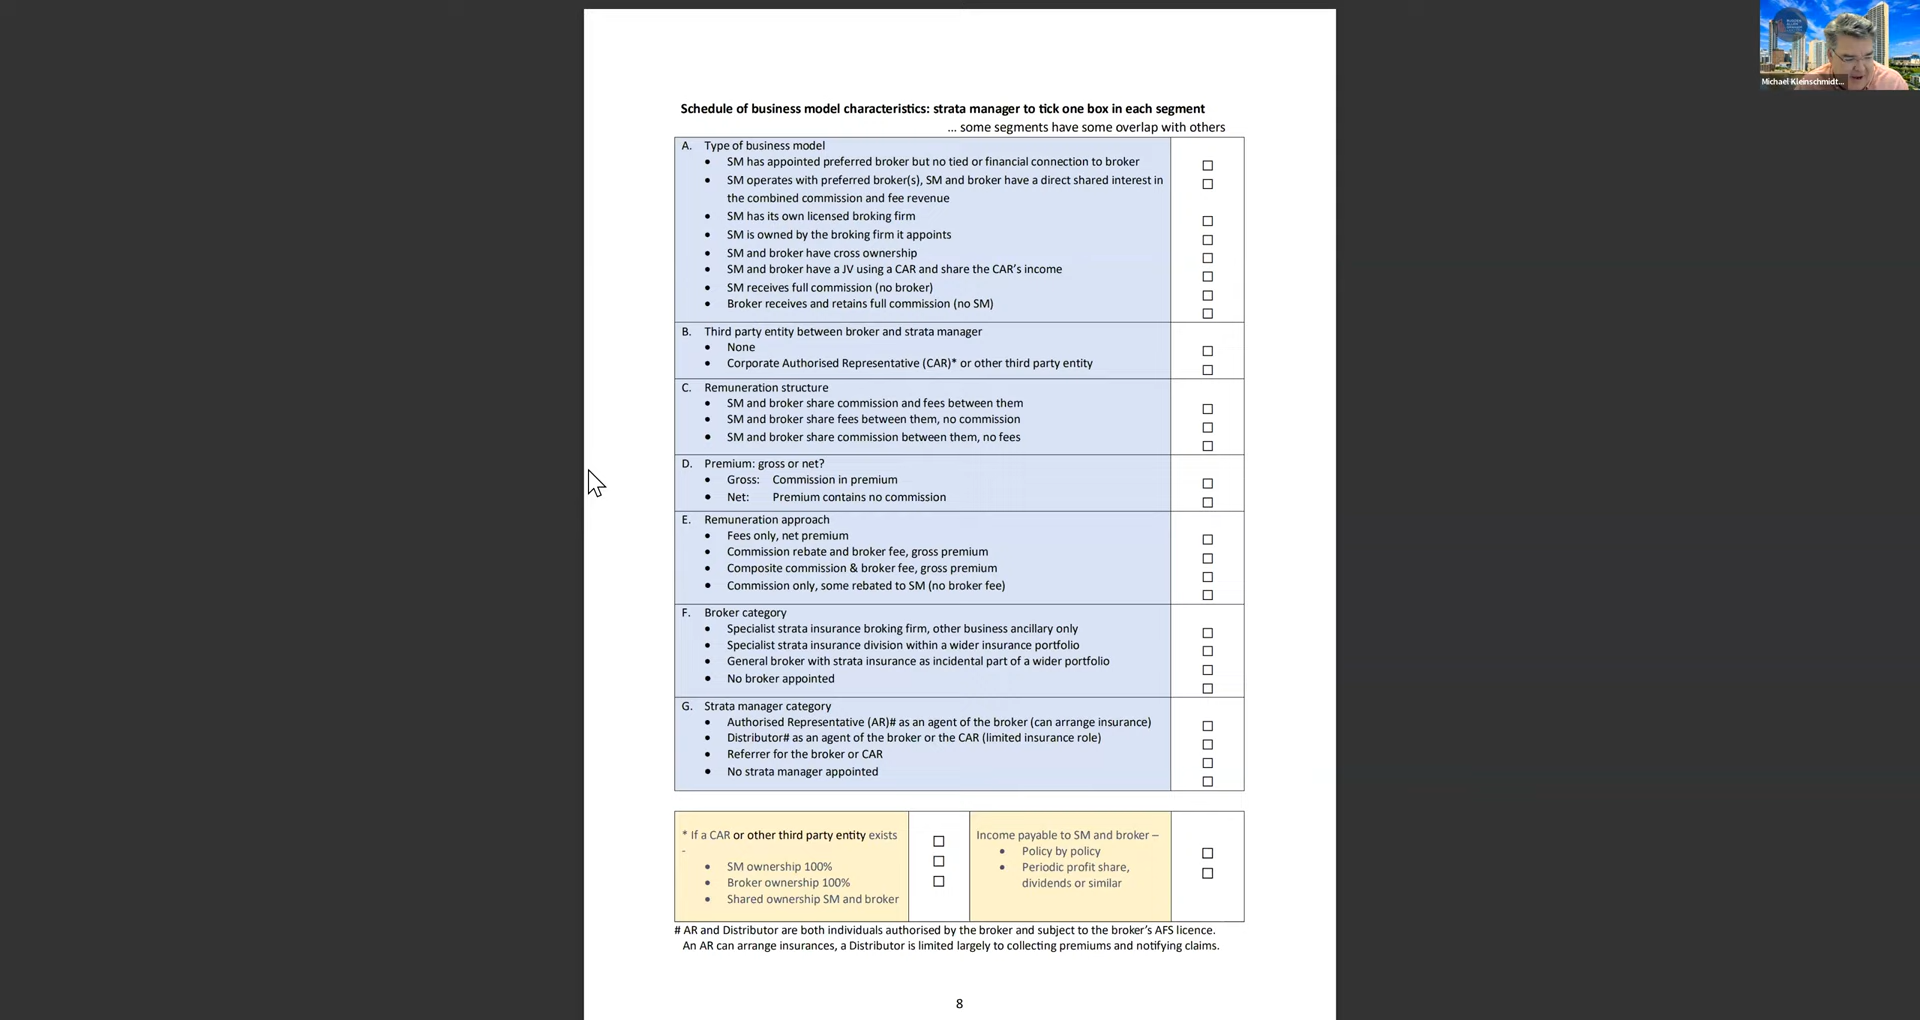 Schedule of business model characteristics: strata manager to tick one box in each segment
... some segments have some overlap with others
A. Type of business model
• SM has appointed preferred broker but no tied or financial connection to broker
• SM operates with preferred broker(s), SM and broker have a direct shared interest in
the combined commission and fee revenue
• SM has its own licensed broking firm
• SM is owned by the broking firm it appoints
• SM and broker have cross ownership
• SM and broker have a JV using a CAR and share the CAR's income
• SM receives full commission (no broker)
• Broker receives and retains full commission (no SM)
B. Third party entity between broker and strata manager
• None
• Corporate Authorised Representative (CAR)* or other third party entity
C. Remuneration structure
• SM and broker share commission and fees between them
• SM and broker share fees between them, no commission
• SM and broker share commission between them, no fees
D. Premium: gross or net?
• Gross: Commission in premium
• Net: Premium contains no commission
E. Remuneration approach
• Fees only, net premium
• Commission rebate and broker fee, gross premium
• Composite commission & broker fee, gross premium
• Commission only, some rebated to SM (no broker fee)
F. Broker category
• Specialist strata insurance broking firm, other business ancillary only
• Specialist strata insurance division within a wider insurance portfolio
• General broker with strata insurance as incidental part of a wider portfolio
• No broker appointed
G. Strata manager category
• Authorised Representative (AR)# as an agent of the broker (can arrange insurance)
• Distributor# as an agent of the broker or the CAR (limited insurance role)
• Referrer for the broker or CAR
• No strata manager appointed
* If a CAR or other third party entity exists
-
• SM ownership 100%
• Broker ownership 100%
• Shared ownership SM and broker
Income payable to SM and broker –
• Policy by policy
• Periodic profit share,
dividends or similar
# AR and Distributor are both individuals authorised by the broker and subject to the broker's AFS licence.
An AR can arrange insurances, a Distributor is limited largely to collecting premiums and notifying claims.
8
Michael Kleinschmidt...